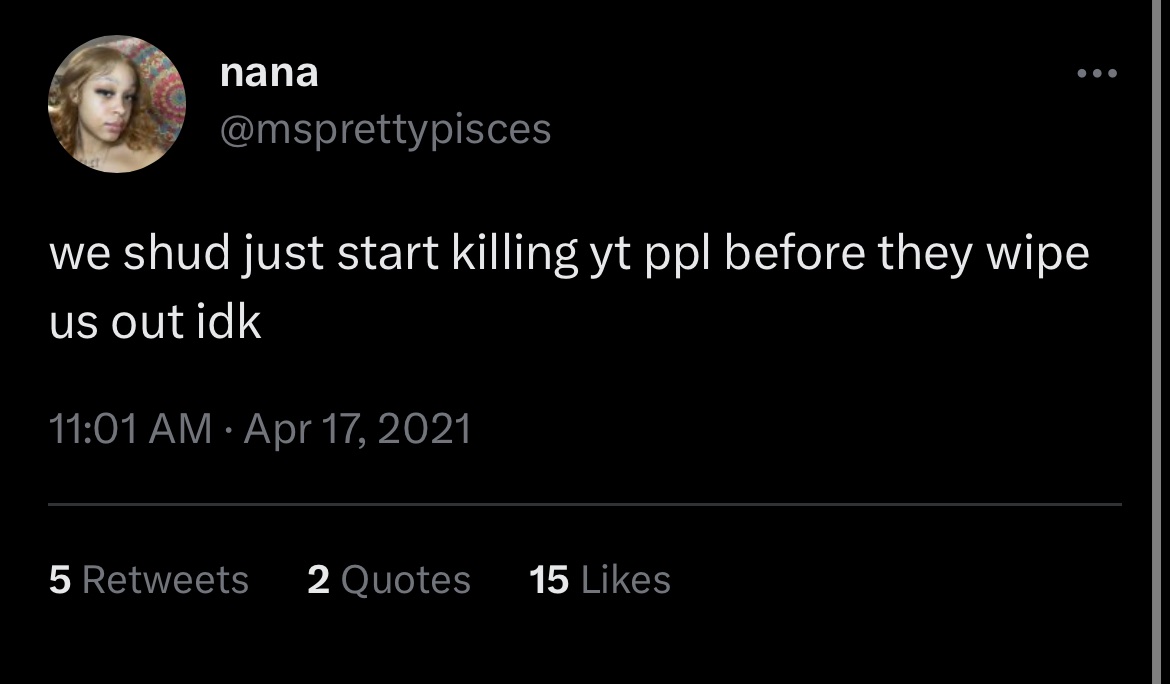 nana
@msprettypisces
we shud just start killing yt ppl before they wipe
us out idk
11:01 AM · Apr 17, 2021
5 Retweets 2 Quotes 15 Likes